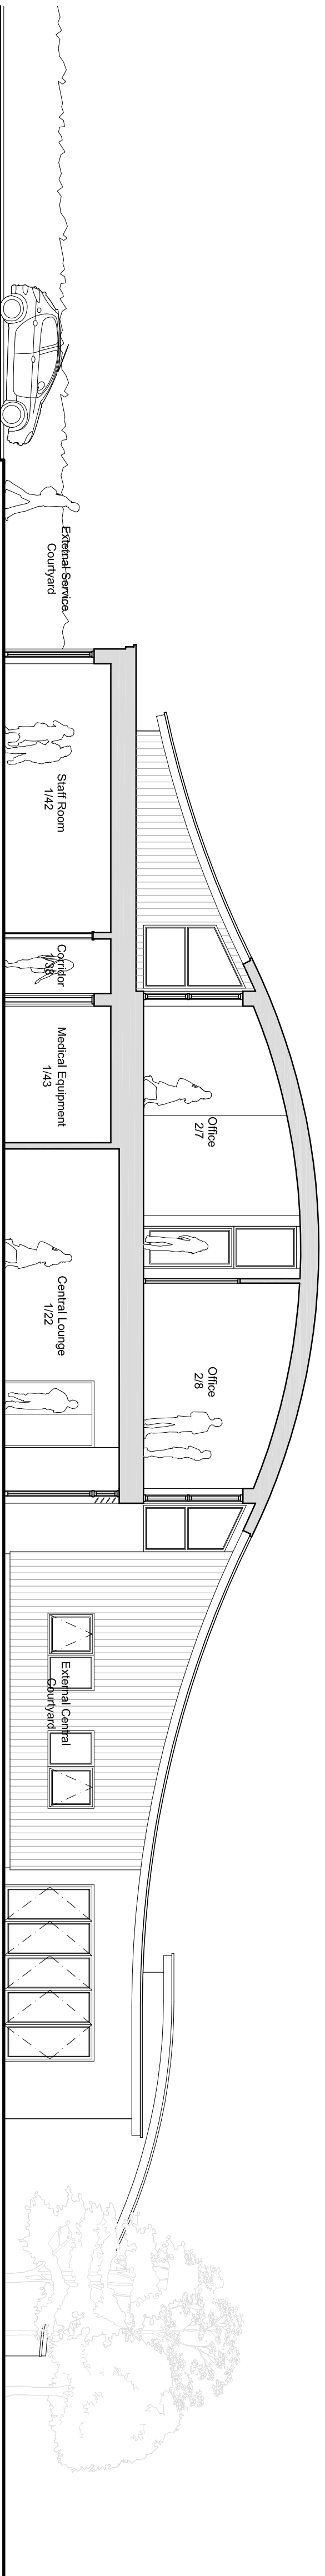 External Service
Courtyard
Staff Room
1/42
Corridor
1/38
Medical Equipment
1/43
Central Lounge
1/22
Office
2/7
Office
2/8
External Central
Courtyard